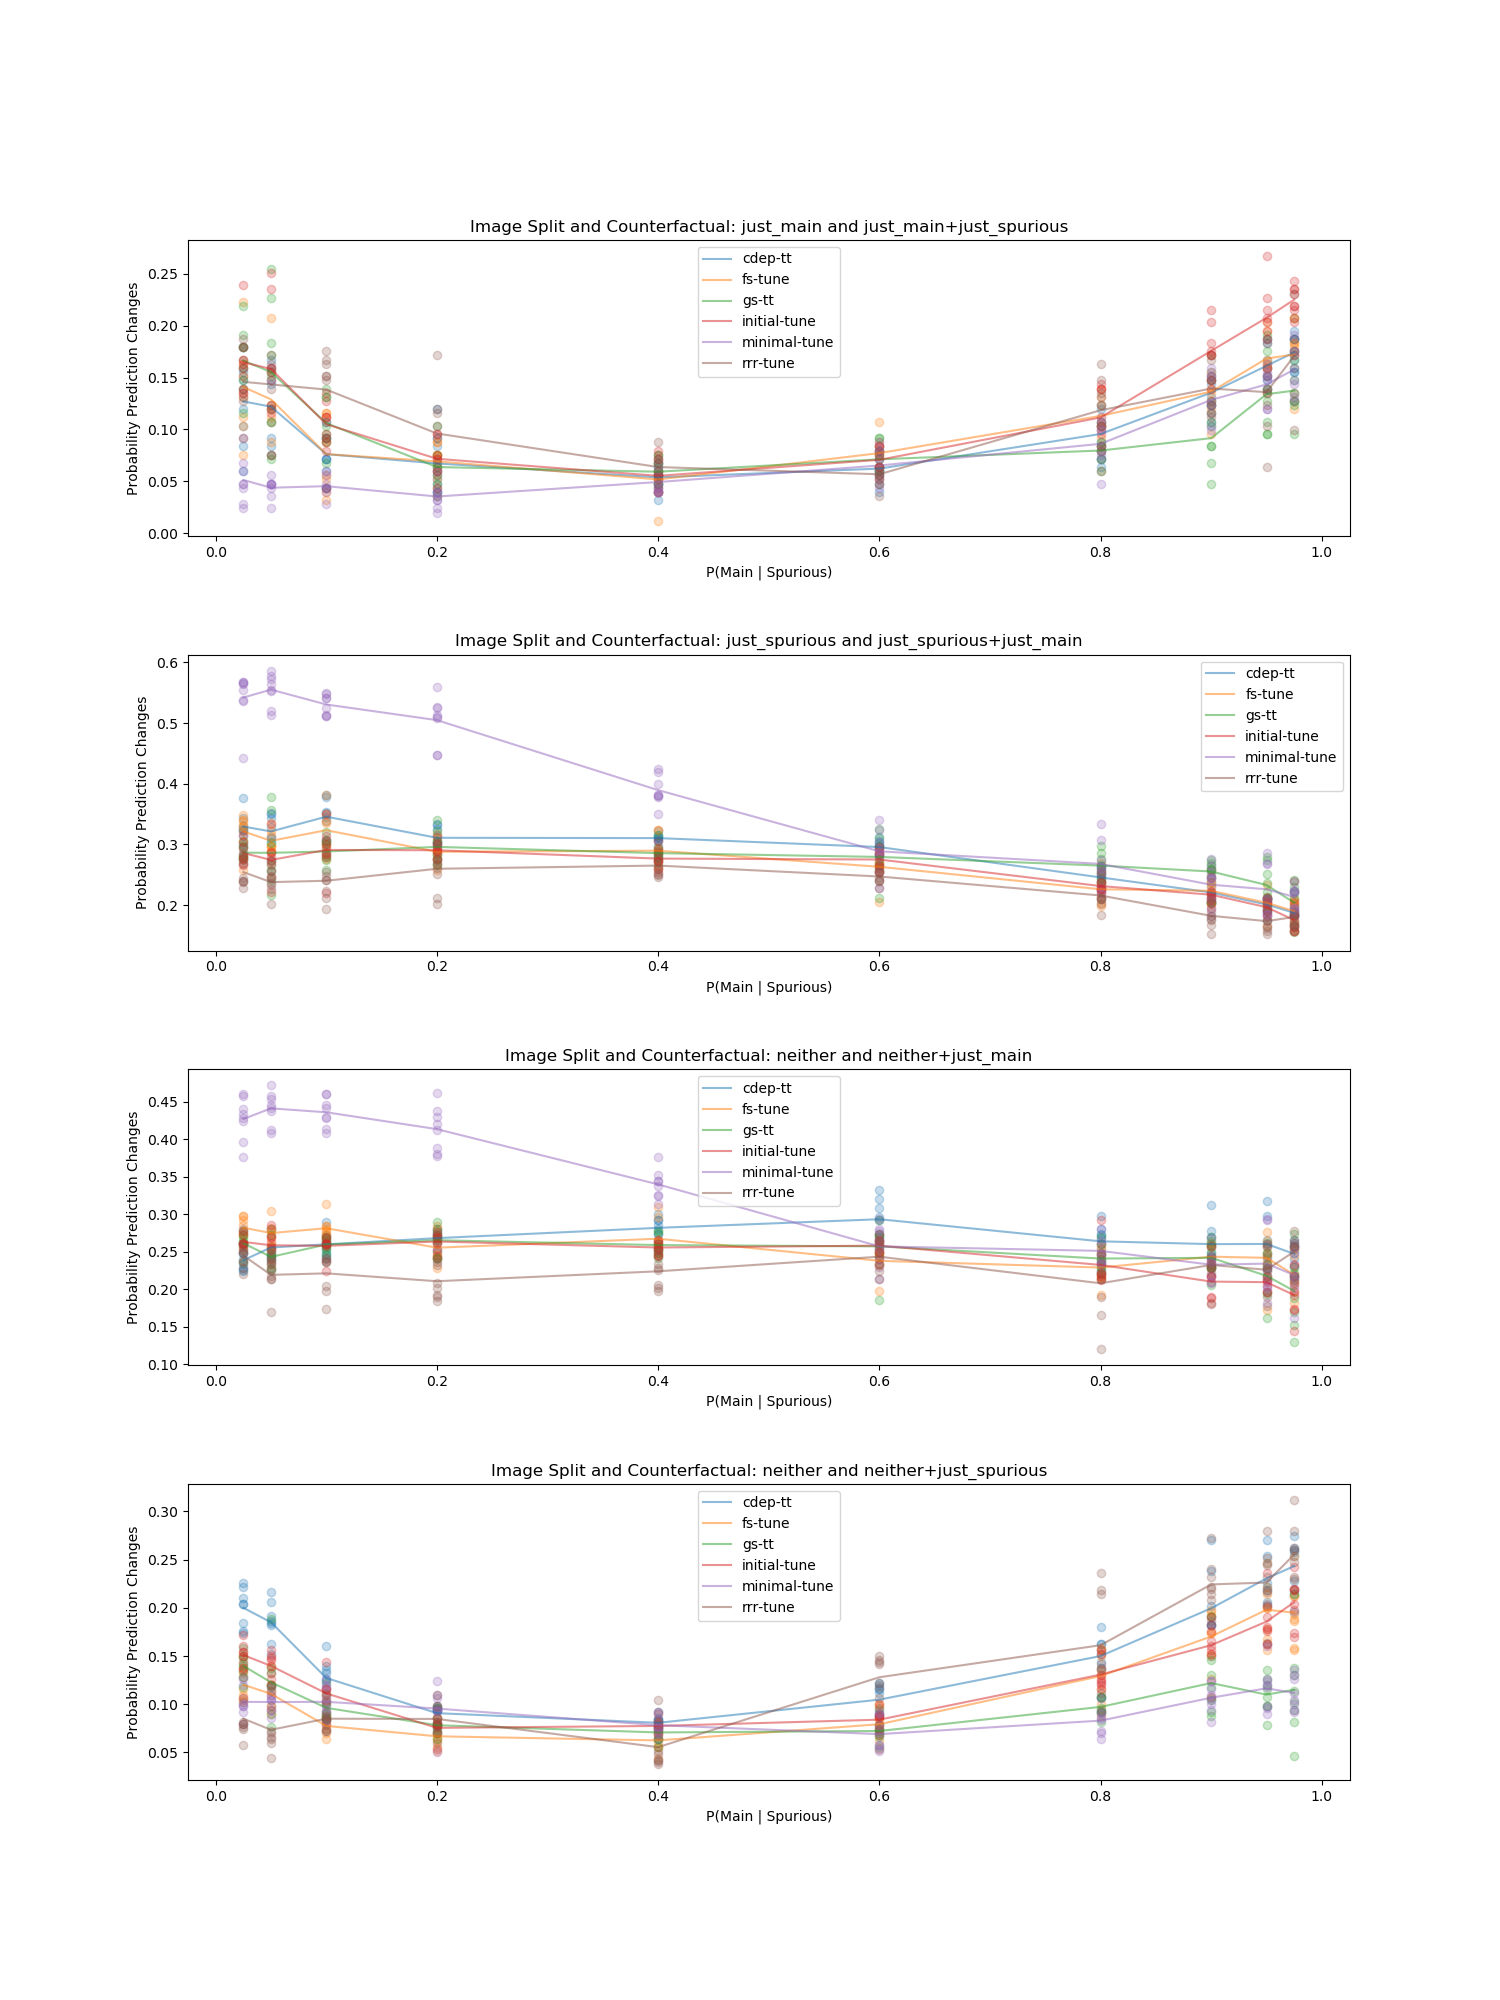 Image Split and Counterfactual: just_main and just_main+just_spurious
Probability Prediction Changes
0.25
0.20
0.15
0.10
0.05
0.00
cdep-tt
fs-tune
gs-tt
initial-tune
minimal-tune
rrr-tune
0.0 0.2 0.4 0.6 0.8 1.0
P(Main | Spurious)
Image Split and Counterfactual: just_spurious and just_spurious+just_main
Probability Prediction Changes
0.6
0.5
0.4
0.3
0.2
cdep-tt
fs-tune
gs-tt
initial-tune
minimal-tune
rrr-tune
0.0 0.2 0.4 0.6 0.8 1.0
P(Main | Spurious)
Image Split and Counterfactual: neither and neither+just_main
Probability Prediction Changes
0.45
0.40
0.35
0.30
0.25
0.20
0.15
0.10
cdep-tt
fs-tune
gs-tt
initial-tune
minimal-tune
rrr-tune
0.0 0.2 0.4 0.6 0.8 1.0
P(Main | Spurious)
Image Split and Counterfactual: neither and neither+just_spurious
Probability Prediction Changes
0.30
0.25
0.20
0.15
0.10
0.05
cdep-tt
fs-tune
gs-tt
initial-tune
minimal-tune
rrr-tune
0.0 0.2 0.4 0.6 0.8 1.0
P(Main | Spurious)